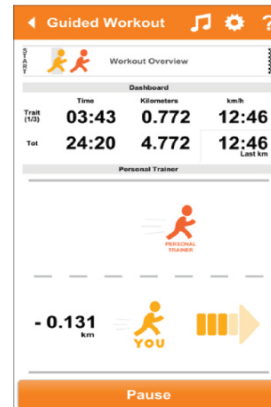 Guided Workout
?
START
Workout Overview
Dashboard
Time Kilometers km/h
Trait (1/3) 03:43 0.772 12:46
Tot 24:20 4.772 12:46
Last km
Personal Trainer
PERSONAL
TRAINER
- 0.131
km
YOU
Pause